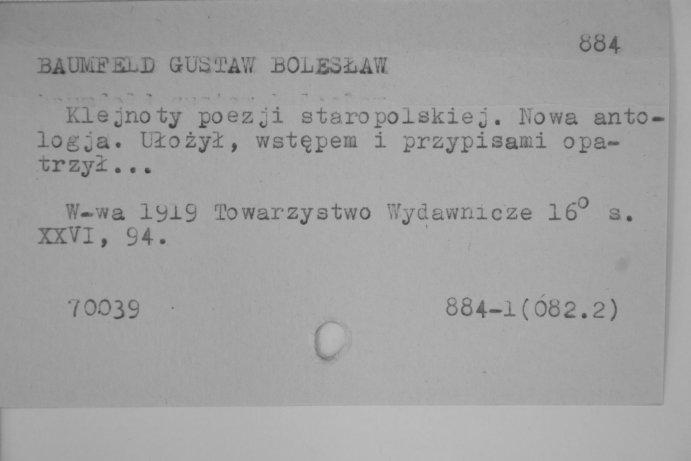 884
BAUMFELD GUSTAW BOLESŁAW
Klejnoty poezji staropolskiej. Nowa anto-
logja. Ułożył, wstępem i przypisami opa-
trzył...
W-wa 1919 Towarzystwo Wydawnicze 16° s.
XXVI, 94.
70039 884-1(082.2)